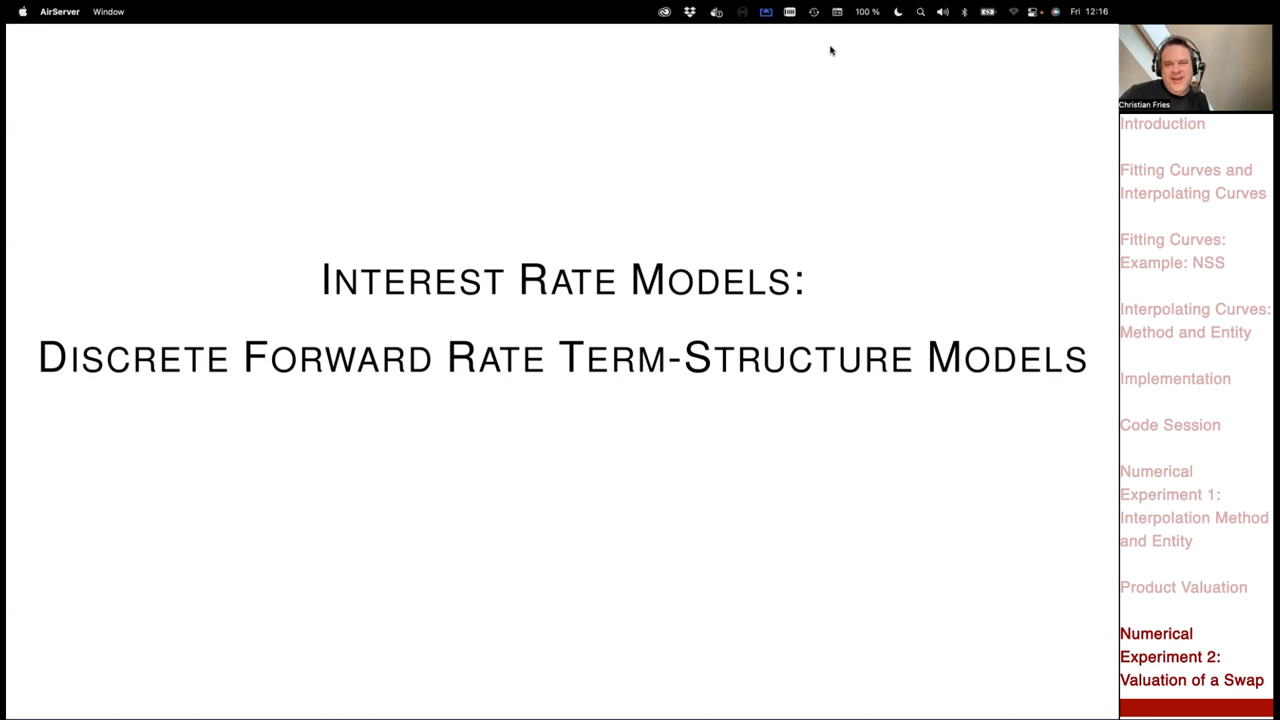 AirServer Window 100 % Fri 12:16
INTEREST RATE MODELS:
DISCRETE FORWARD RATE TERM-STRUCTURE MODELS
Christian Fries
Introduction
Fitting Curves and
Interpolating Curves
Fitting Curves:
Example: NSS
Interpolating Curves:
Method and Entity
Implementation
Code Session
Numerical
Experiment 1:
Interpolation Method
and Entity
Product Valuation
Numerical
Experiment 2:
Valuation of a Swap